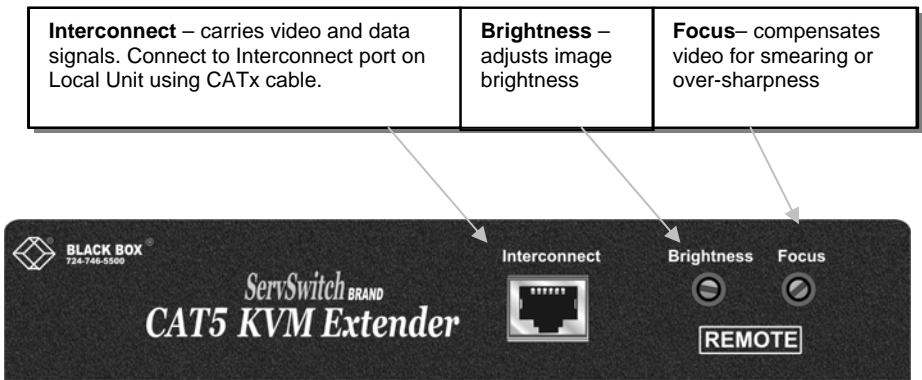 Interconnect – carries video and data
signals. Connect to Interconnect port on
Local Unit using CATx cable.
Brightness –
adjusts image
brightness
Focus– compensates
video for smearing or
over-sharpness
BLACK BOX ®
724-746-5500
ServSwitch BRAND
CAT5 KVM Extender
Interconnect
Brightness
Focus
REMOTE